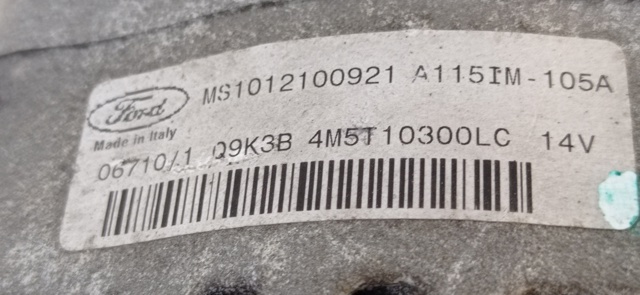 Ford MS1012100921 A115IM-105A
Made in Italy
06710/1 Q9K3B 4M5T10300LC 14V